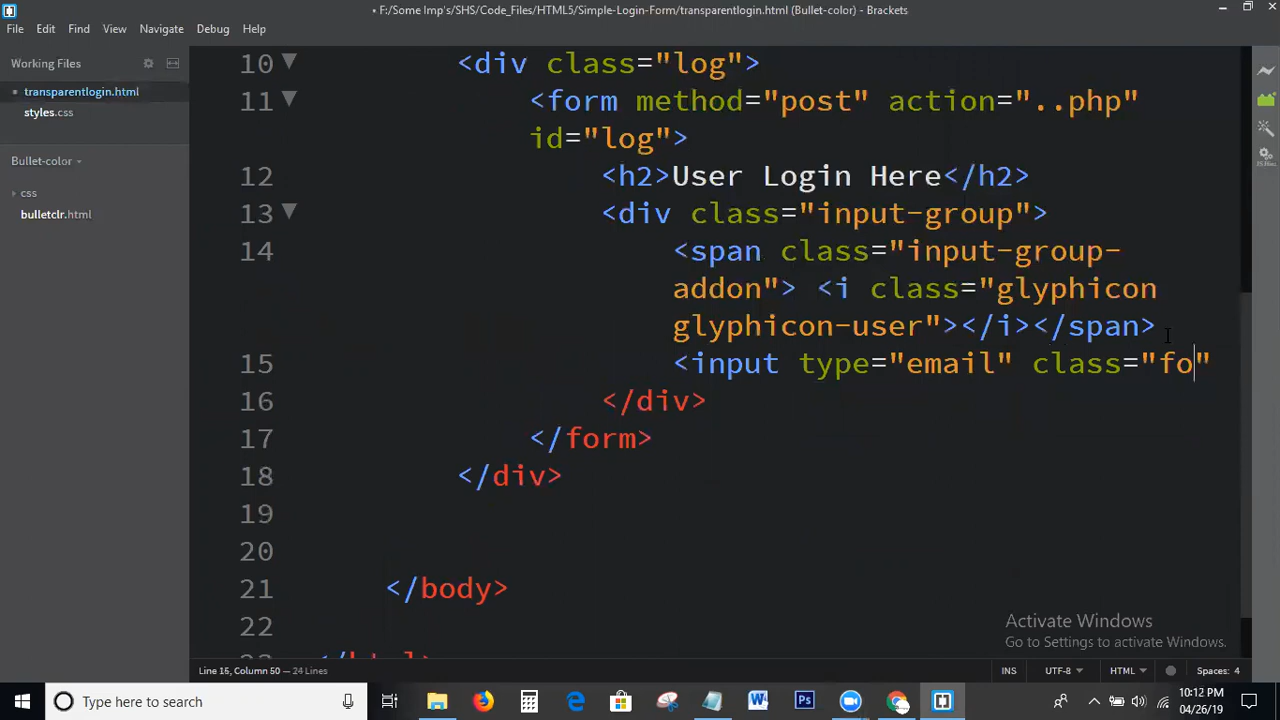 • F:/Some Imp's/SHS/Code_Files/HTML5/Simple-Login-Form/transparentlogin.html (Bullet-color) - Brackets
File Edit Find View Navigate Debug Help
Working Files
• transparentlogin.html
styles.css
Bullet-color
css
bulletclr.html
10 <div class="log">
11 <form method="post" action="..php"
id="log">
12 <h2>User Login Here</h2>
13 <div class="input-group">
14 <span class="input-group-
addon"> <i class="glyphicon
glyphicon-user"></i></span>
15 <input type="email" class="fo"
16 </div>
17 </form>
18 </div>
19
20
21 </body>
22
23 </html>
Activate Windows
Go to Settings to activate Windows.
Line 15, Column 50 — 24 Lines
INS UTF-8 HTML Spaces: 4
Type here to search
10:12 PM
04/26/19